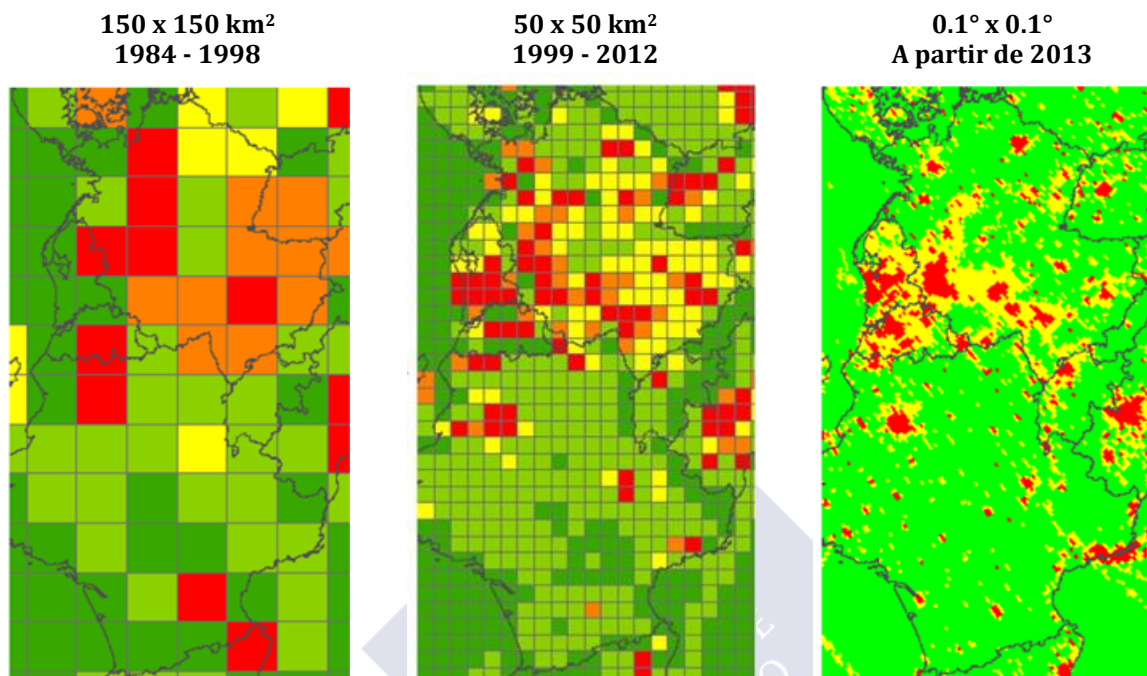 150 x 150 km²
1984 - 1998
50 x 50 km²
1999 - 2012
0.1° x 0.1°
A partir de 2013
E
O